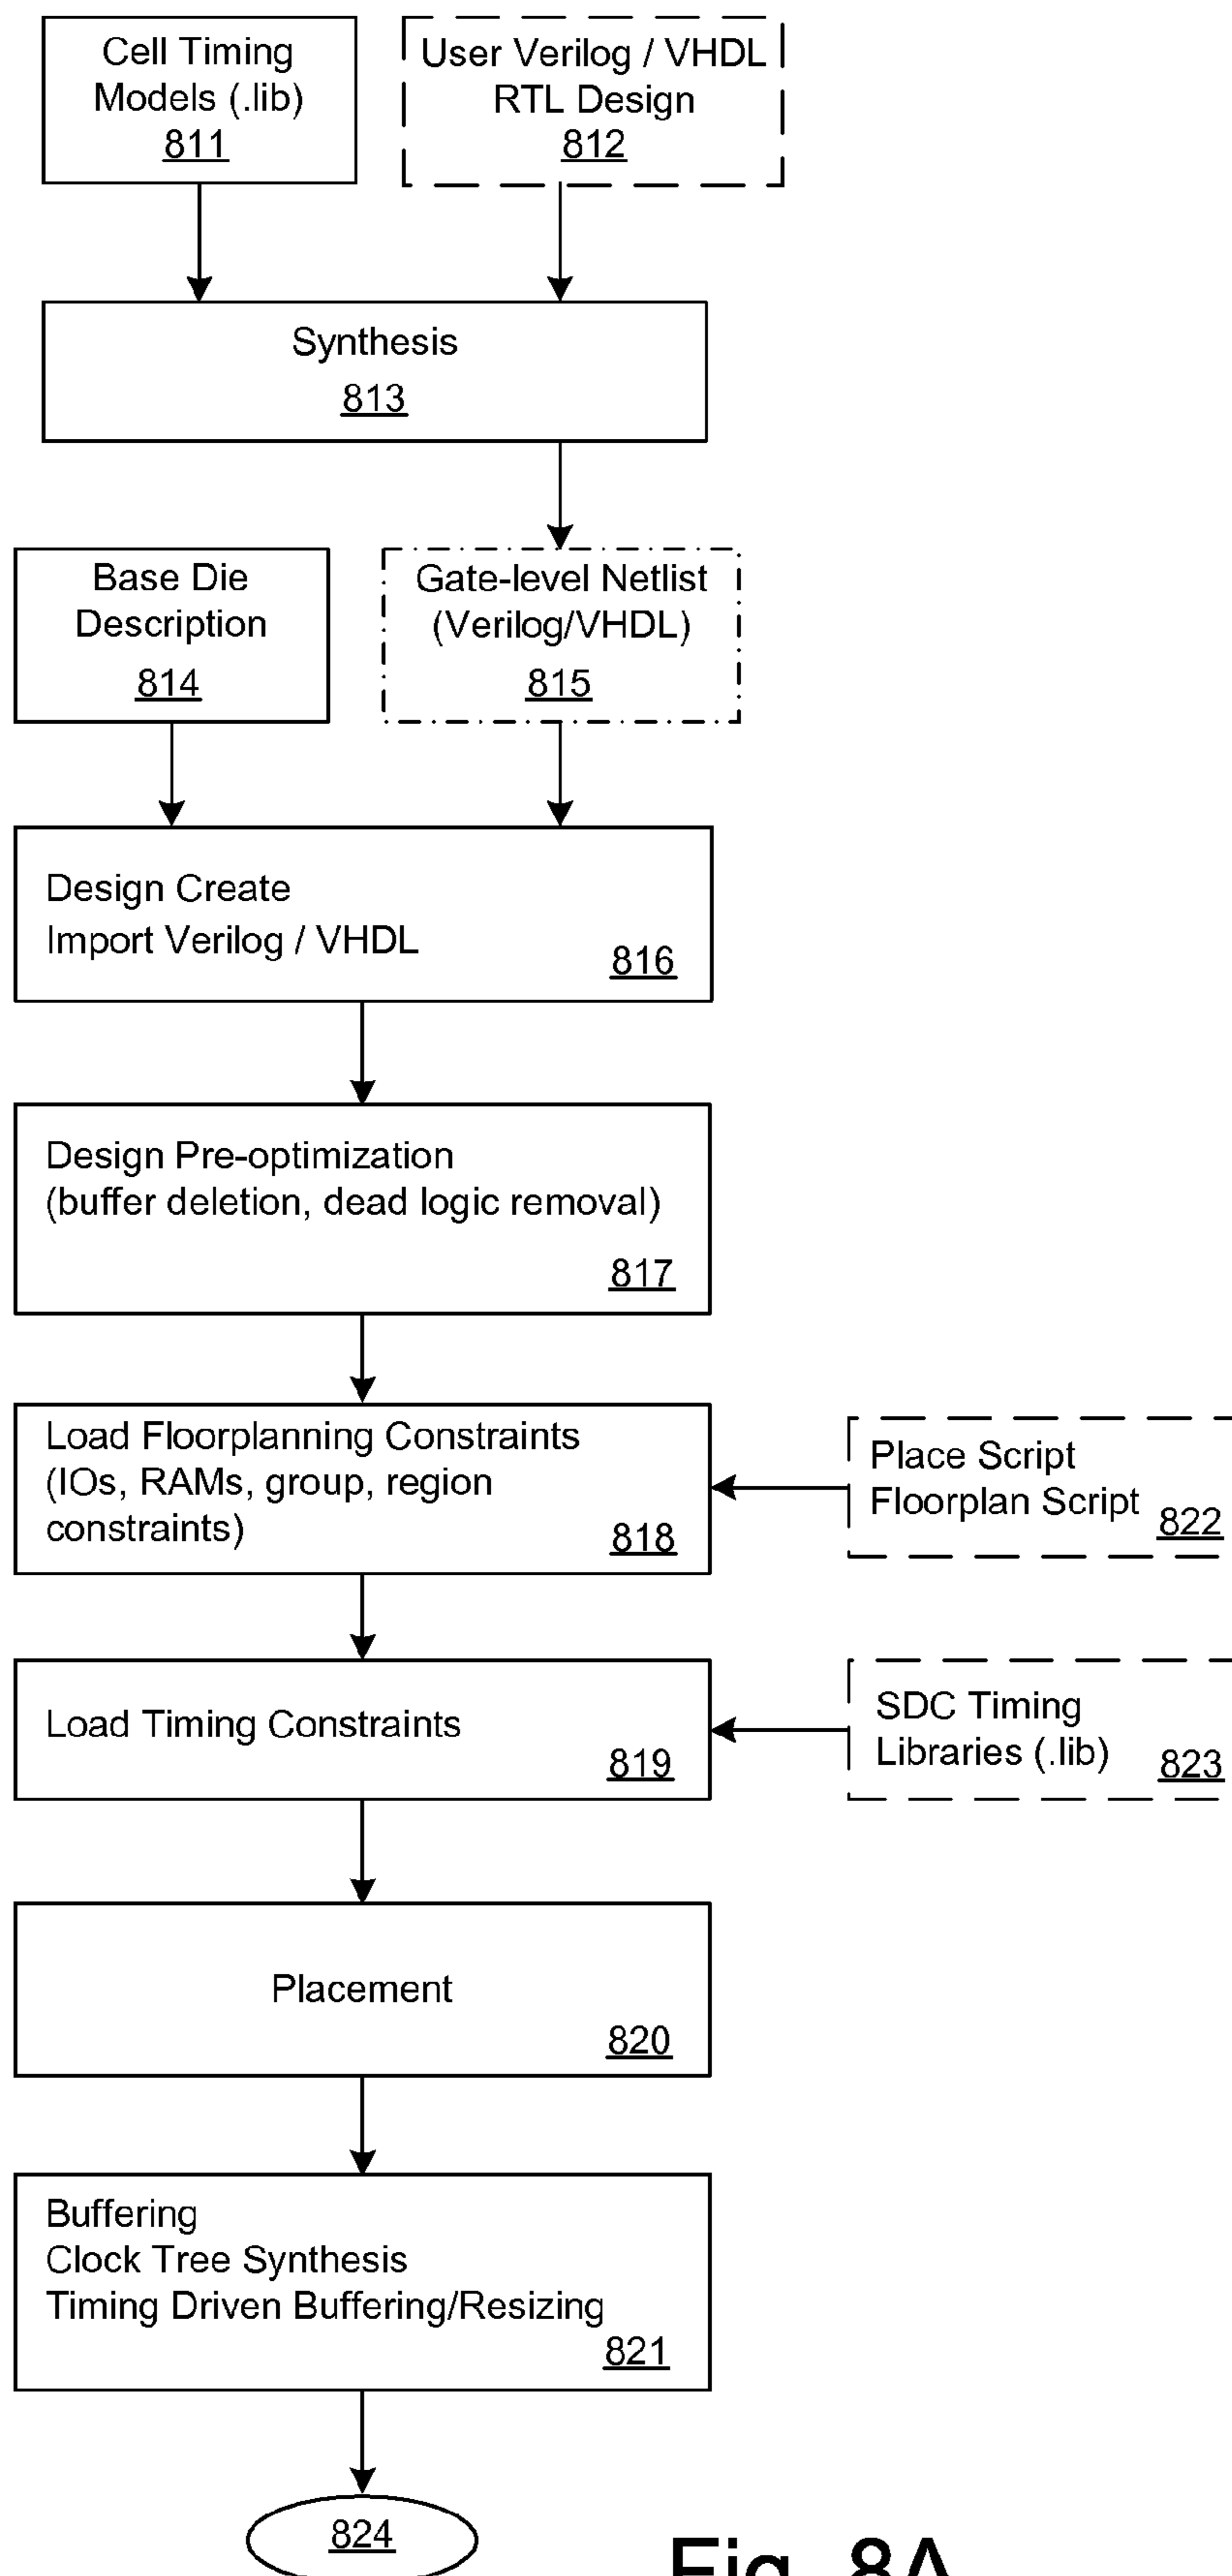 Cell Timing
Models (.lib)
811
User Verilog / VHDL
RTL Design
812
Synthesis
813
Base Die
Description
814
Gate-level Netlist
(Verilog/VHDL)
815
Design Create
Import Verilog / VHDL
816
Design Pre-optimization
(buffer deletion, dead logic removal)
817
Load Floorplanning Constraints
(IOs, RAMs, group, region
constraints)
818
Place Script
Floorplan Script
822
Load Timing Constraints
819
SDC Timing
Libraries (.lib)
823
Placement
820
Buffering
Clock Tree Synthesis
Timing Driven Buffering/Resizing
821
824
Fig. 8A